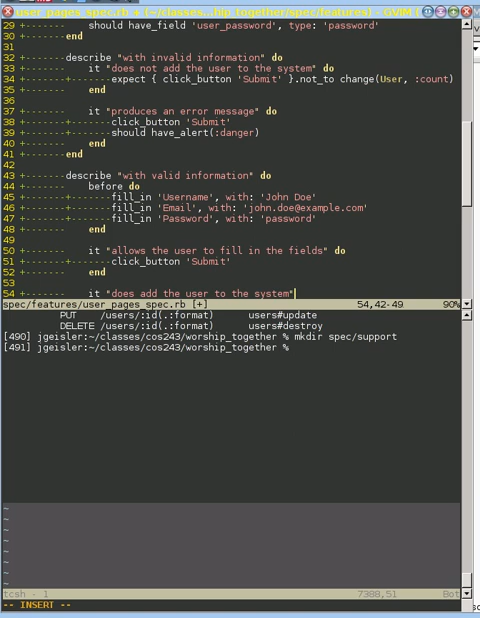 user_pages_spec.rb + (~/classes...hip_together/spec/features) - GVIM (
29 should have_field 'user_password', type: 'password'
30 +-------end
31
32 +-------describe "with invalid information" do
33 +------- it "does not add the user to the system" do
34 +-------+-------expect { click_button 'Submit' }.not_to change(User, :count)
35 +------- end
36
37 +------- it "produces an error message" do
38 +-------+-------click_button 'Submit'
39 +-------+-------should have_alert(:danger)
40 +------- end
41 +-------end
42
43 +-------describe "with valid information" do
44 +------- before do
45 +-------+-------fill_in 'Username', with: 'John Doe'
46 +-------+-------fill_in 'Email', with: 'john.doe@example.com'
47 +-------+-------fill_in 'Password', with: 'password'
48 +------- end
49
50 +------- it "allows the user to fill in the fields" do
51 +-------+-------click_button 'Submit'
52 +------- end
53
54 +------- it "does add the user to the system"
spec/features/user_pages_spec.rb [+] 54,42-49 90%
PUT /users/:id(.:format) users#update
DELETE /users/:id(.:format) users#destroy
[490] jgeisler:~/classes/cos243/worship_together % mkdir spec/support
[491] jgeisler:~/classes/cos243/worship_together %
~
~
~
~
~
~
~
~
tcsh - 1 7388,51 Bot
-- INSERT --